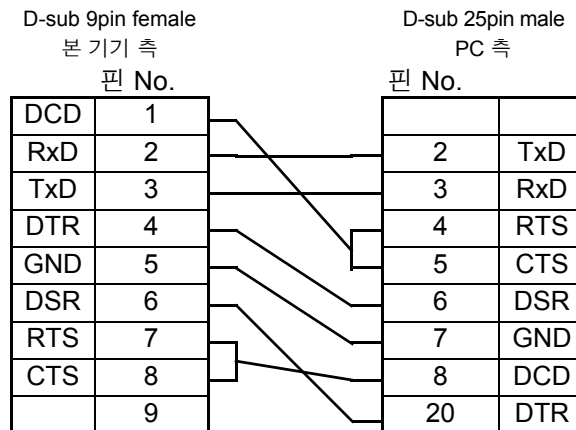 D-sub 9pin female D-sub 25pin male
본 기기 측 PC 측
핀 No. 핀 No.
DCD 1
RxD 2 2 TxD
TxD 3 3 RxD
DTR 4 4 RTS
GND 5 5 CTS
DSR 6 6 DSR
RTS 7 7 GND
CTS 8 8 DCD
9 20 DTR